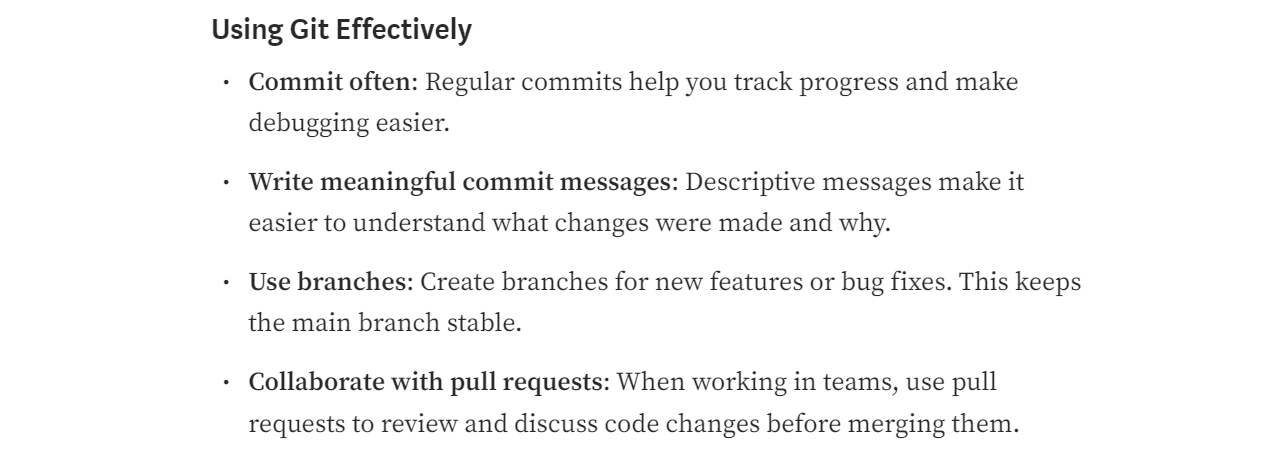 Using Git Effectively
• Commit often: Regular commits help you track progress and make
debugging easier.
• Write meaningful commit messages: Descriptive messages make it
easier to understand what changes were made and why.
• Use branches: Create branches for new features or bug fixes. This keeps
the main branch stable.
• Collaborate with pull requests: When working in teams, use pull
requests to review and discuss code changes before merging them.